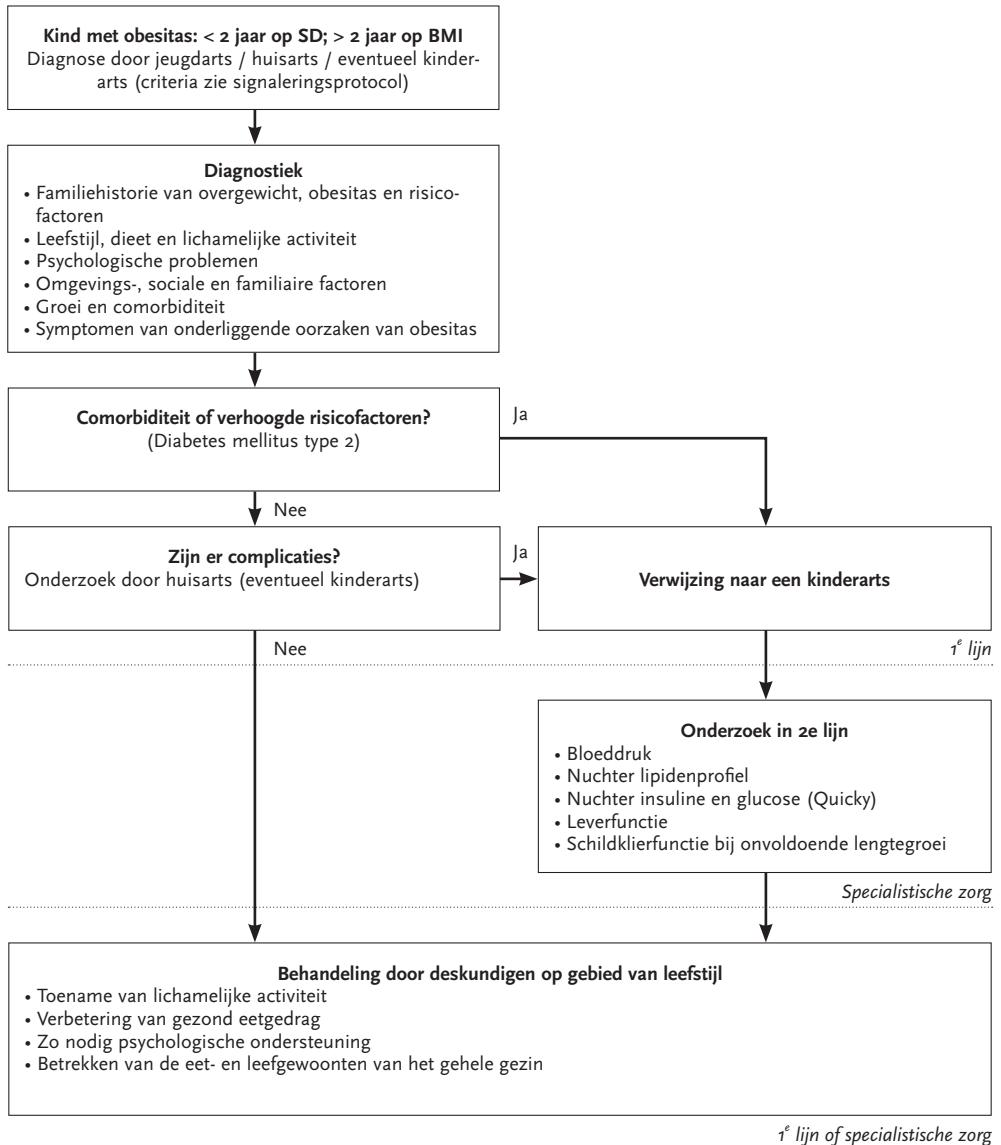 Kind met obesitas: < 2 jaar op SD; > 2 jaar op BMI
Diagnose door jeugdarts / huisarts / eventueel kinder-
arts (criteria zie signaleringsprotocol)
Diagnostiek
• Familiehistorie van overgewicht, obesitas en risico-
factoren
• Leefstijl, dieet en lichamelijke activiteit
• Psychologische problemen
• Omgevings-, sociale en familiaire factoren
• Groei en comorbiditeit
• Symptomen van onderliggende oorzaken van obesitas
Comorbiditeit of verhoogde risicofactoren?
(Diabetes mellitus type 2)
Ja
Nee
Zijn er complicaties?
Onderzoek door huisarts (eventueel kinderarts)
Ja
Verwijzing naar een kinderarts
Nee
1e lijn
Onderzoek in 2e lijn
• Bloeddruk
• Nuchter lipidenprofiel
• Nuchter insuline en glucose (Quicky)
• Leverfunctie
• Schildklierfunctie bij onvoldoende lengtegroei
Specialistische zorg
Behandeling door deskundigen op gebied van leefstijl
• Toename van lichamelijke activiteit
• Verbetering van gezond eetgedrag
• Zo nodig psychologische ondersteuning
• Betrekken van de eet- en leefgewoonten van het gehele gezin
1e lijn of specialistische zorg